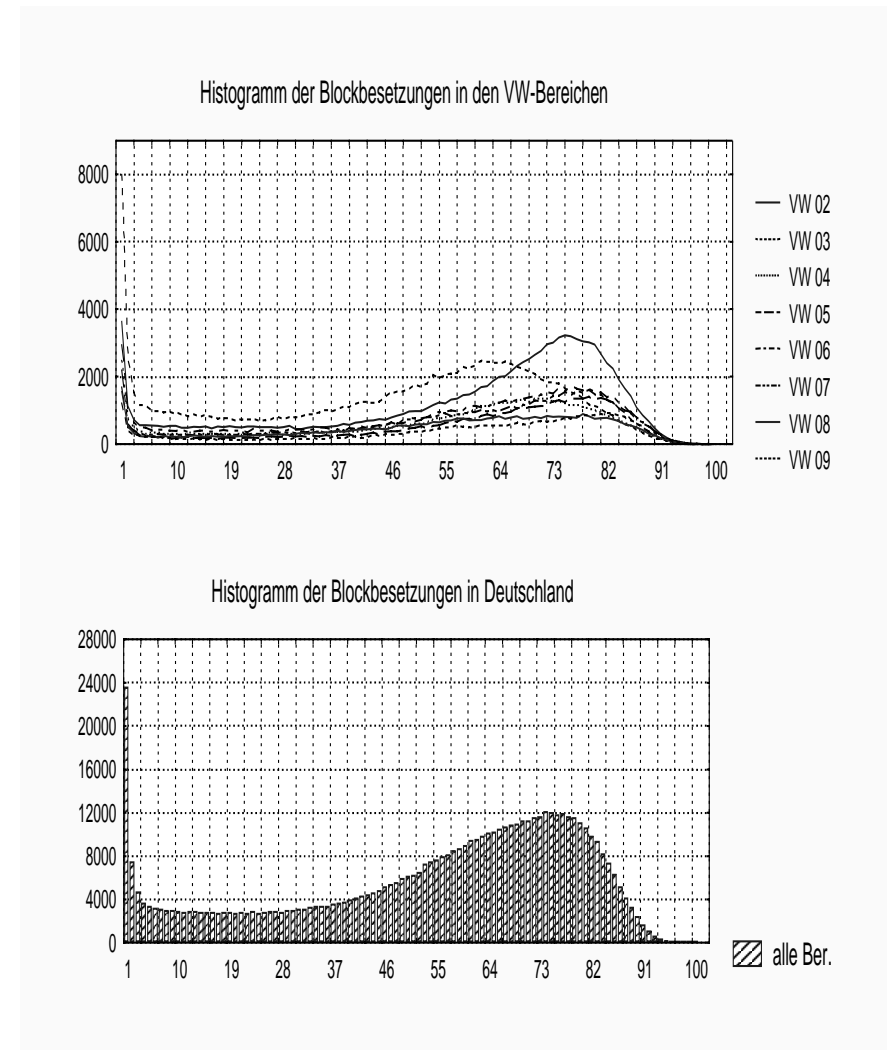 Histogramm der Blockbesetzungen in den VW-Bereichen
8000
6000
4000
2000
0
1 10 19 28 37 46 55 64 73 82 91 100
VW 02
VW 03
VW 04
VW 05
VW 06
VW 07
VW 08
VW 09
Histogramm der Blockbesetzungen in Deutschland
28000
24000
20000
16000
12000
8000
4000
0
1 10 19 28 37 46 55 64 73 82 91 100
alle Ber.